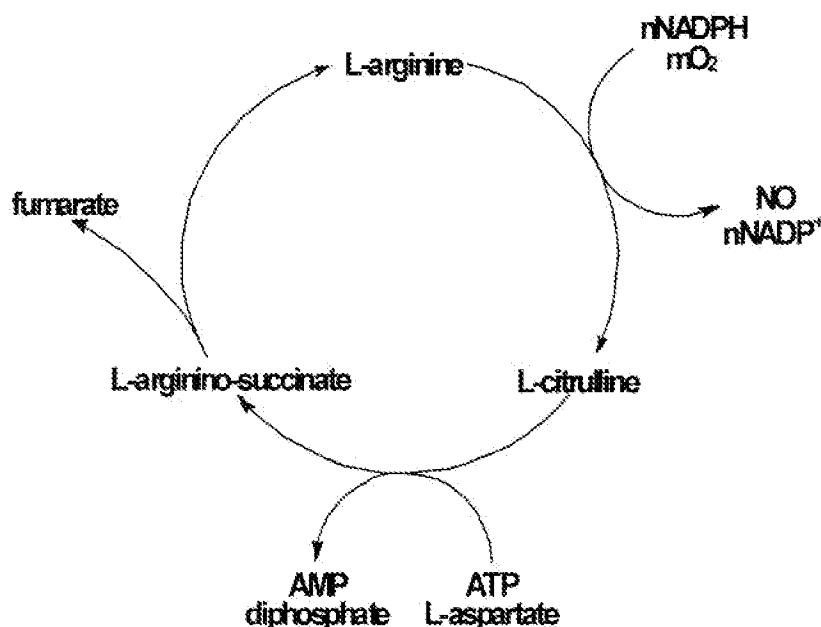 nNADPH
mO₂
L-arginine
fumarate
NO
nNADP⁺
L-arginino-succinate
L-citrulline
AMP
diphosphate
ATP
L-aspartate